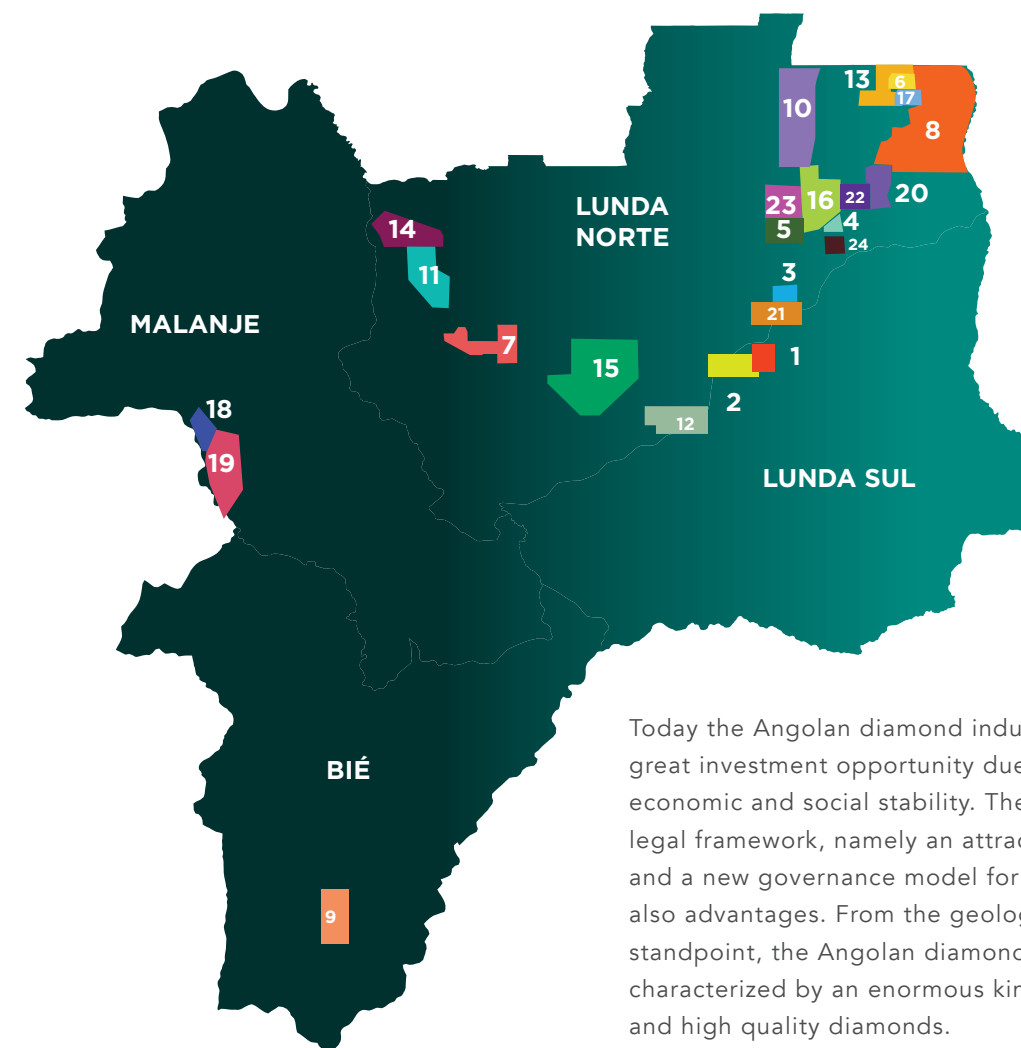 13
6
17
10
8
23
16
22
20
LUNDA
NORTE
14
5
4
24
11
3
21
MALANJE
7
1
15
2
18
12
19
LUNDA SUL
BIÉ
9
Today the Angolan diamond indu
great investment opportunity due
economic and social stability. The
legal framework, namely an attrac
and a new governance model for
also advantages. From the geolog
standpoint, the Angolan diamond
characterized by an enormous kin
and high quality diamonds.